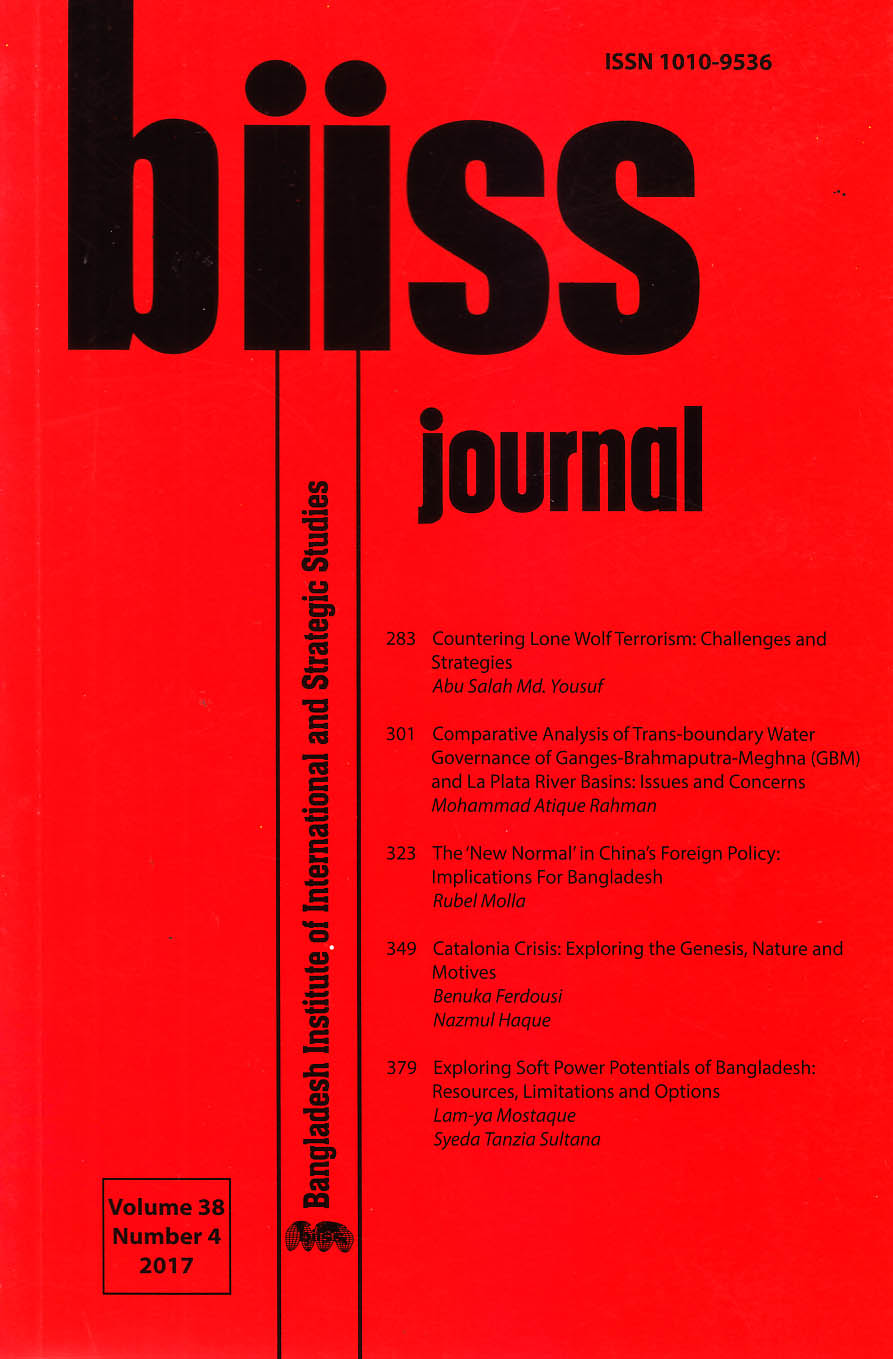 ISSN 1010-9536
biiss
journal
Bangladesh Institute of International and Strategic Studies
283 Countering Lone Wolf Terrorism: Challenges and
Strategies
Abu Salah Md. Yousuf
301 Comparative Analysis of Trans-boundary Water
Governance of Ganges-Brahmaputra-Meghna (GBM)
and La Plata River Basins: Issues and Concerns
Mohammad Atique Rahman
323 The 'New Normal' in China's Foreign Policy:
Implications For Bangladesh
Rubel Molla
349 Catalonia Crisis: Exploring the Genesis, Nature and
Motives
Benuka Ferdousi
Nazmul Haque
379 Exploring Soft Power Potentials of Bangladesh:
Resources, Limitations and Options
Lam-ya Mostaque
Syeda Tanzia Sultana
Volume 38
Number 4
2017
biiss